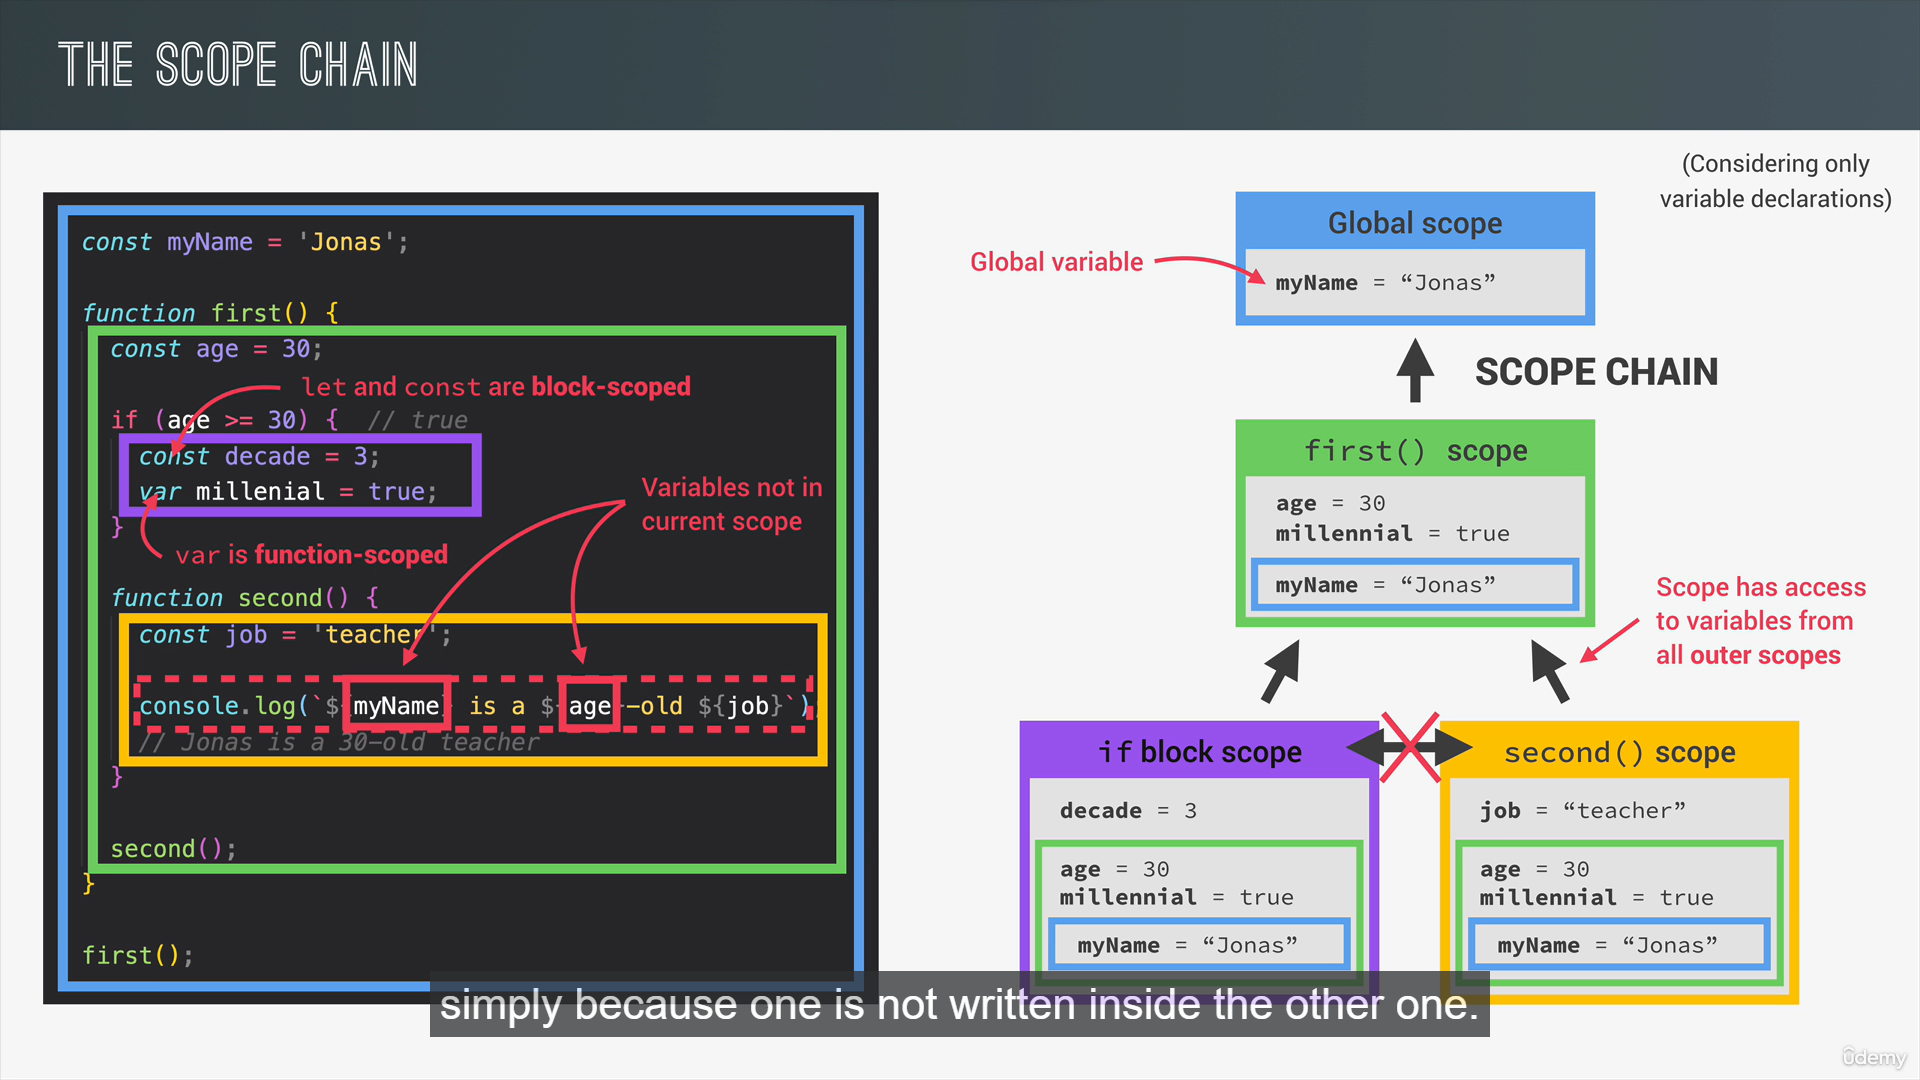 THE SCOPE CHAIN
(Considering only
variable declarations)
const myName = 'Jonas';
function first() {
const age = 30;
let and const are block-scoped
if (age >= 30) { // true
const decade = 3;
var millenial = true;
}
var is function-scoped
Variables not in
current scope
function second() {
const job = 'teacher';
console.log(`${myName} is a ${age}-old ${job}`)
// Jonas is a 30-old teacher
}
second();
}
first();
Global variable
Global scope
myName = “Jonas”
SCOPE CHAIN
first() scope
age = 30
millennial = true
myName = “Jonas”
Scope has access
to variables from
all outer scopes
if block scope
decade = 3
age = 30
millennial = true
myName = “Jonas”
second() scope
job = “teacher”
age = 30
millennial = true
myName = “Jonas”
simply because one is not written inside the other one.
ûdemy